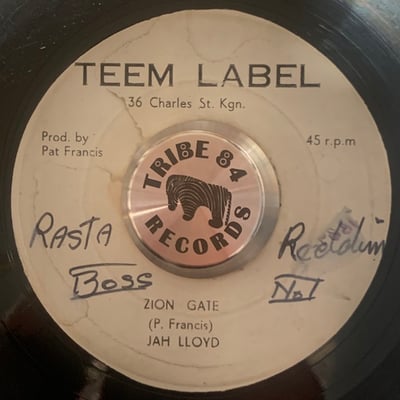 TEEM LABEL
36 Charles St. Kgn.
Prod. by
Pat Francis
45 r.p.m
TRIBE 84
RECORDS
RASTA
BOSS
No1
ZION GATE
(P. Francis)
JAH LLOYD